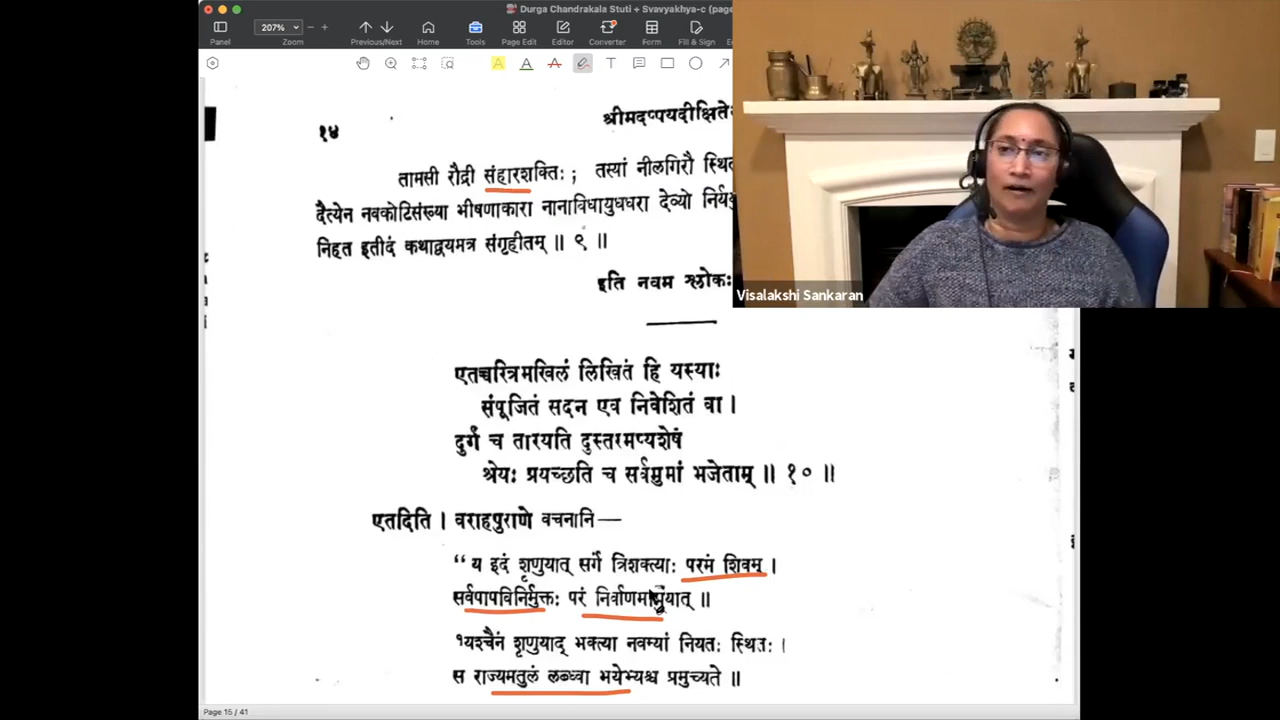 Durga Chandrakala Stuti + Svavyakhya-c (page
207%
Panel
Zoom
Previous/Next
Home
Tools
Page Edit
Editor
Converter
Form
Fill & Sign
१४
श्रीमदप्पयदीक्षिते
तामसी रौद्री संहारशक्तिः ; तस्यां नीलगिरौ स्थित
दैत्येन नवकोटिसंख्या भीषणाकारा नानाविधायुधधरा देव्यो निर्य
निहत इतीदं कथाद्वयमत्र संगृहीतम् ॥ ९ ॥
इति नवम श्लोकः
Visalakshi Sankaran
एतच्चरित्रमखिलं लिखितं हि यस्याः
संपूजितं सदन एव निवेशितं वा ।
दुर्गं च तारयति दुस्तरमप्यशेषं
श्रेयः प्रयच्छति च सर्वमुमां भजेताम् ॥ १० ॥
एतदिति । वराहपुराणे वचनानि—
“ य इदं शृणुयात् सर्गं त्रिशक्त्याः परमं शिवम् ।
सर्वपापविनिर्मुक्तः परं निर्वाणमाप्नुयात् ॥
१यश्चैनं शृणुयाद् भक्त्या नवम्यां नियतः स्थितः ।
स राज्यमतुलं लब्ध्वा भयेभ्यश्च प्रमुच्यते ॥
Page 15 / 41